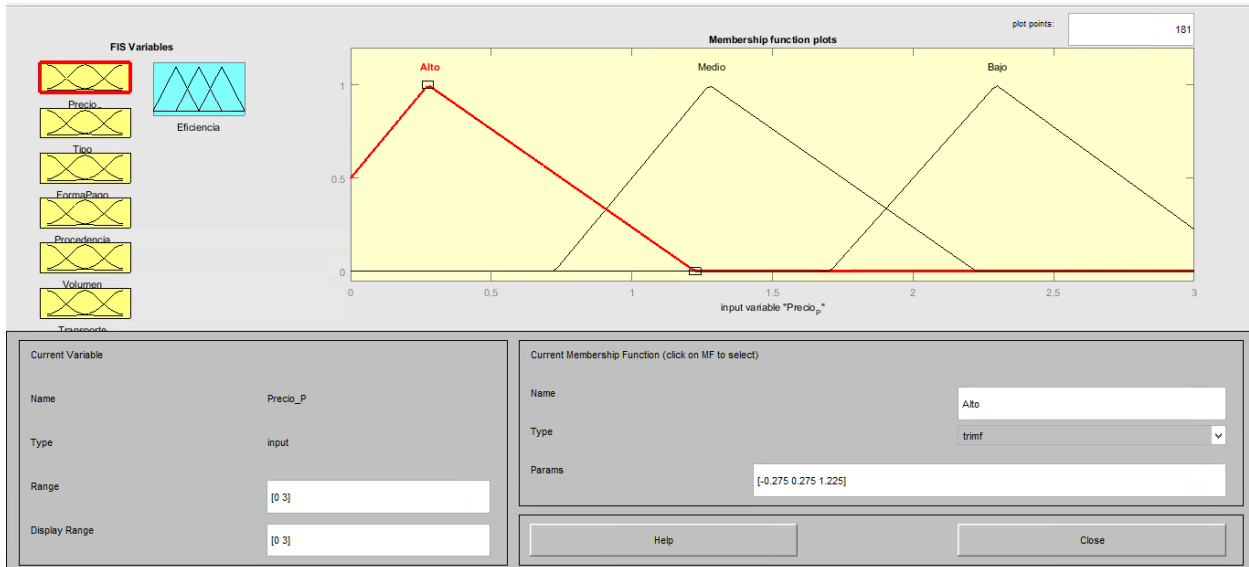 plot points:
181
FIS Variables
Membership function plots
Precio_
Tipo
FormaPago
Procedencia
Volumen
Transporte
Eficiencia
Alto
Medio
Bajo
1
0.5
0
0
0.5
1
1.5
2
2.5
3
input variable "Precio_P"
Current Variable
Name
Precio_P
Type
input
Range
[0 3]
Display Range
[0 3]
Current Membership Function (click on MF to select)
Name
Alto
Type
trimf
Params
[-0.275 0.275 1.225]
Help
Close